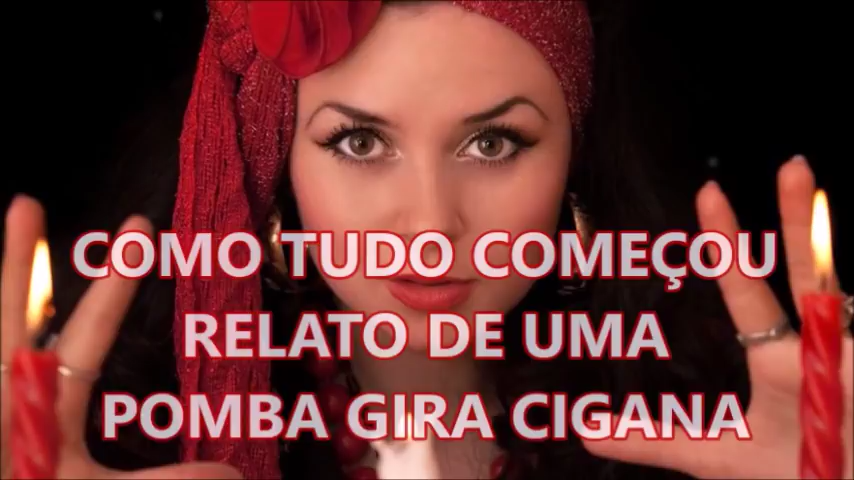 COMO TUDO COMEÇOU
RELATO DE UMA
POMBA GIRA CIGANA